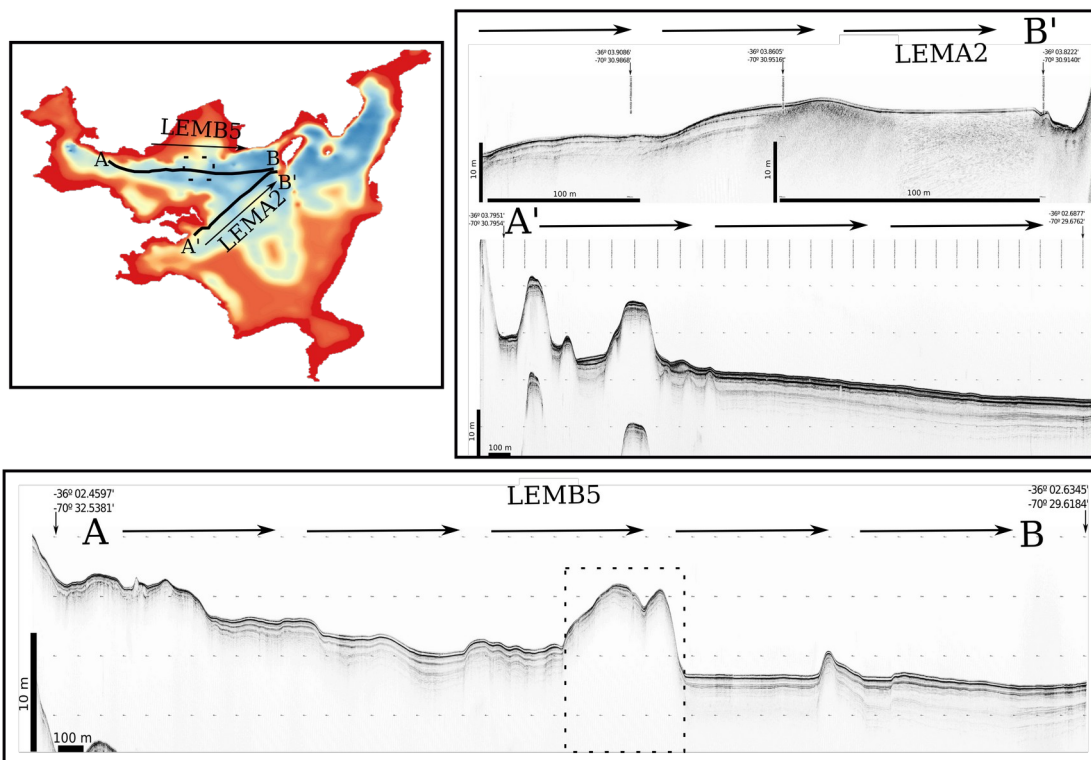 LEMB5
A
B
B'
LEMA2
A'
B'
LEMA2
-36º 03.9086'
-70º 30.9868'
-36º 03.8605'
-70º 30.9516'
-36º 03.8222'
-70º 30.9140'
10 m
100 m
10 m
100 m
-36º 03.7951'
-70º 30.7954'
A'
-36º 02.6877'
-70º 29.6762'
10 m
100 m
LEMB5
-36º 02.4597'
-70º 32.5381'
A
-36º 02.6345'
-70º 29.6184'
B
10 m
100 m